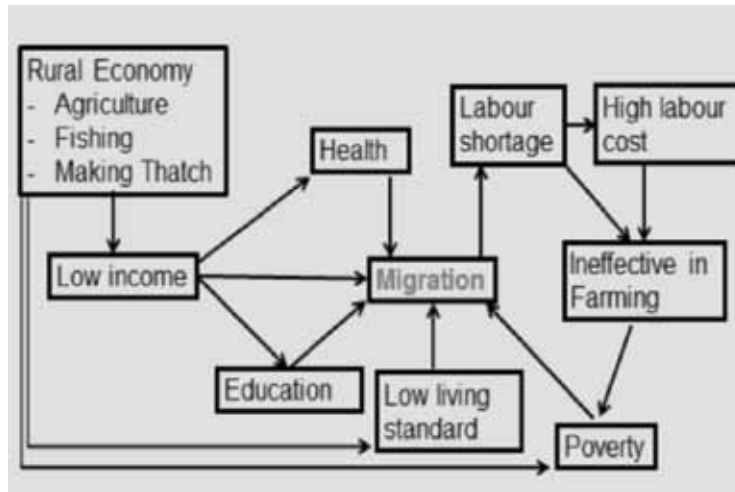 Rural Economy
- Agriculture
- Fishing
- Making Thatch
Labour
shortage
High labour
cost
Health
Low income
Migration
Ineffective in
Farming
Education
Low living
standard
Poverty